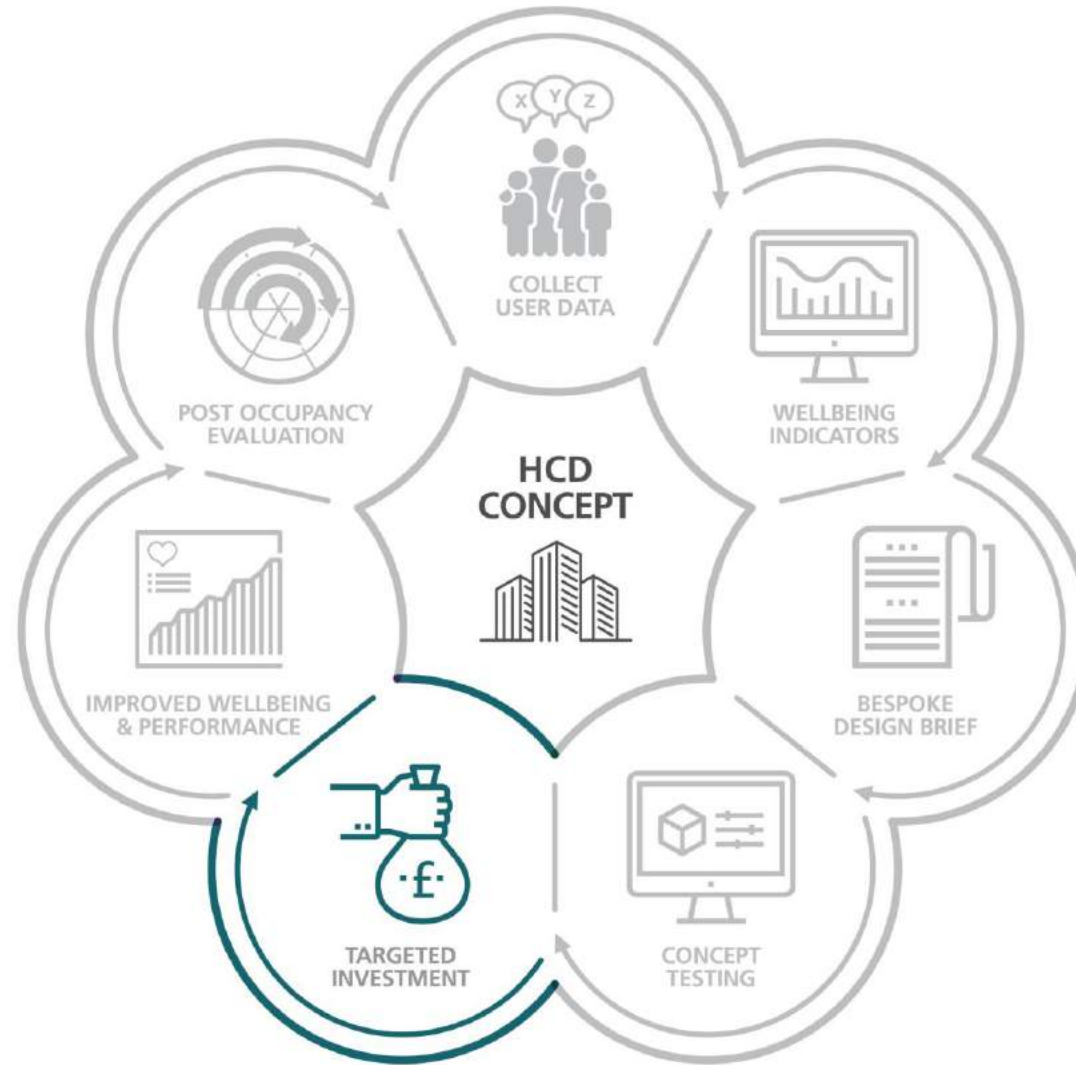 X Y Z
COLLECT
USER DATA
WELLBEING
INDICATORS
BESPOKE
DESIGN BRIEF
CONCEPT
TESTING
£
TARGETED
INVESTMENT
IMPROVED WELLBEING
& PERFORMANCE
POST OCCUPANCY
EVALUATION
HCD
CONCEPT